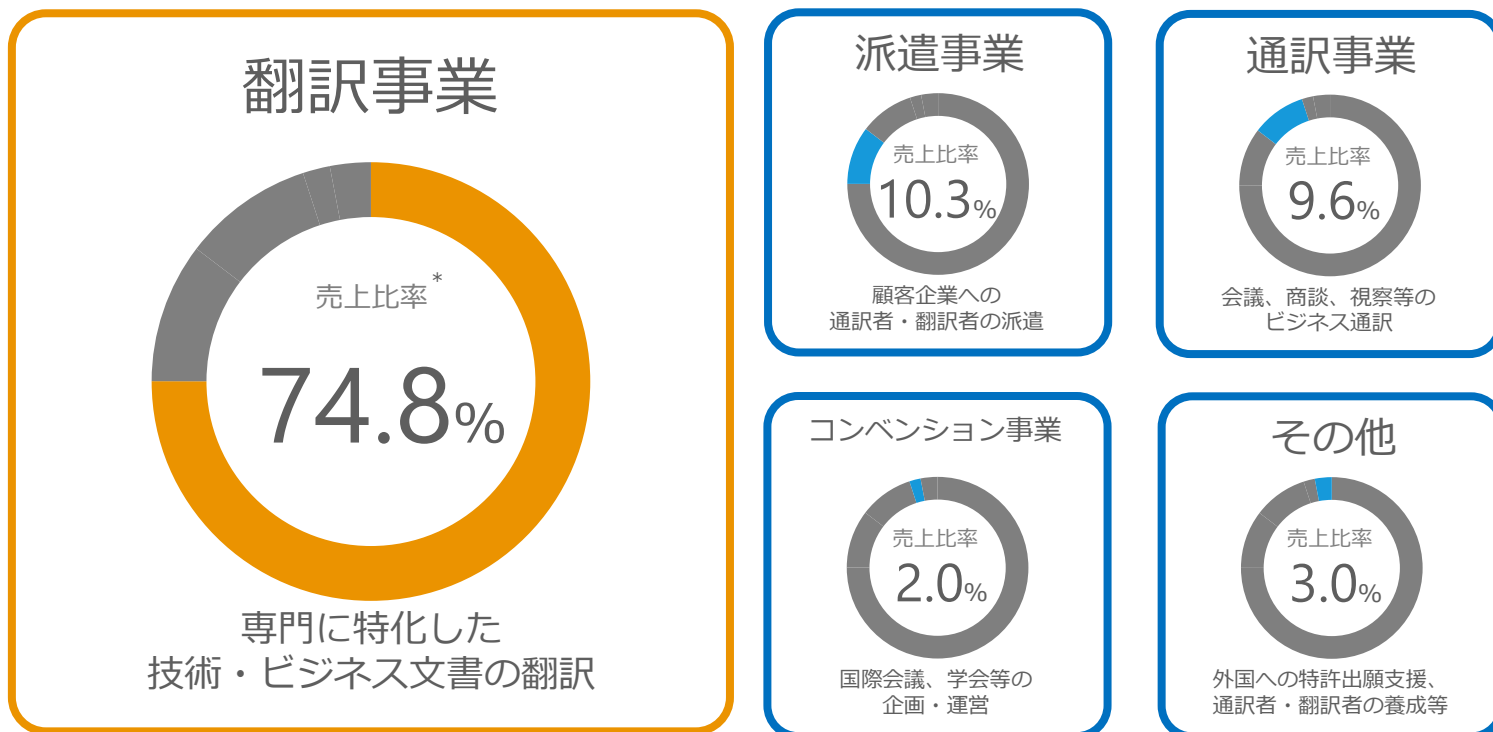 翻訳事業
売上比率*
74.8%
専門に特化した
技術・ビジネス文書の翻訳
派遣事業
売上比率
10.3%
顧客企業への
通訳者・翻訳者の派遣
通訳事業
売上比率
9.6%
会議、商談、視察等の
ビジネス通訳
コンベンション事業
売上比率
2.0%
国際会議、学会等の
企画・運営
その他
売上比率
3.0%
外国への特許出願支援、
通訳者・翻訳者の養成等